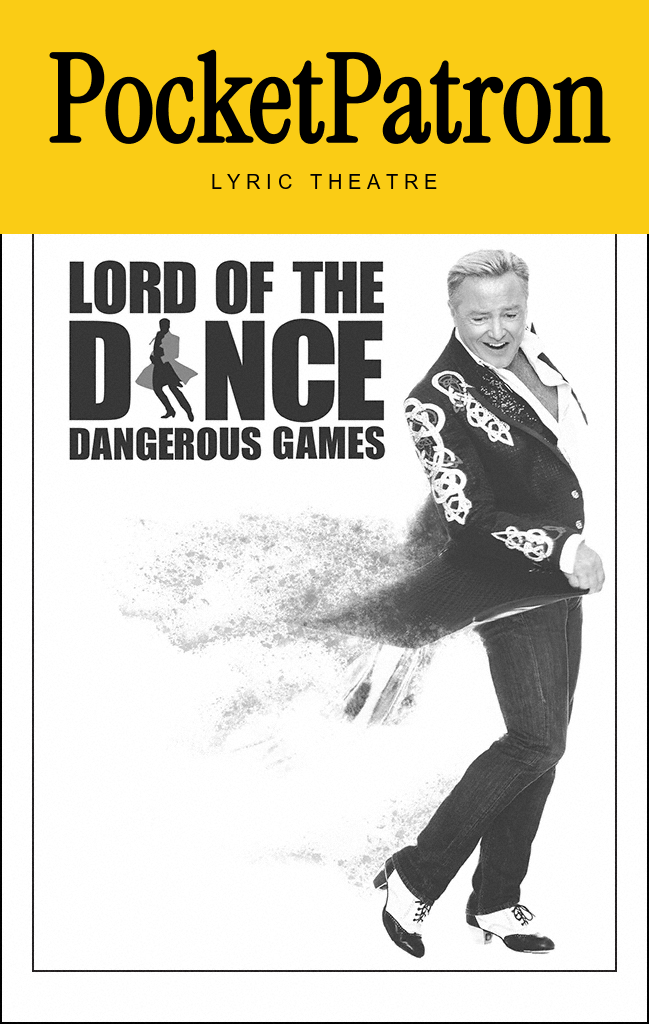 PocketPatron
LYRIC THEATRE
LORD OF THE
DANCE
DANGEROUS GAMES